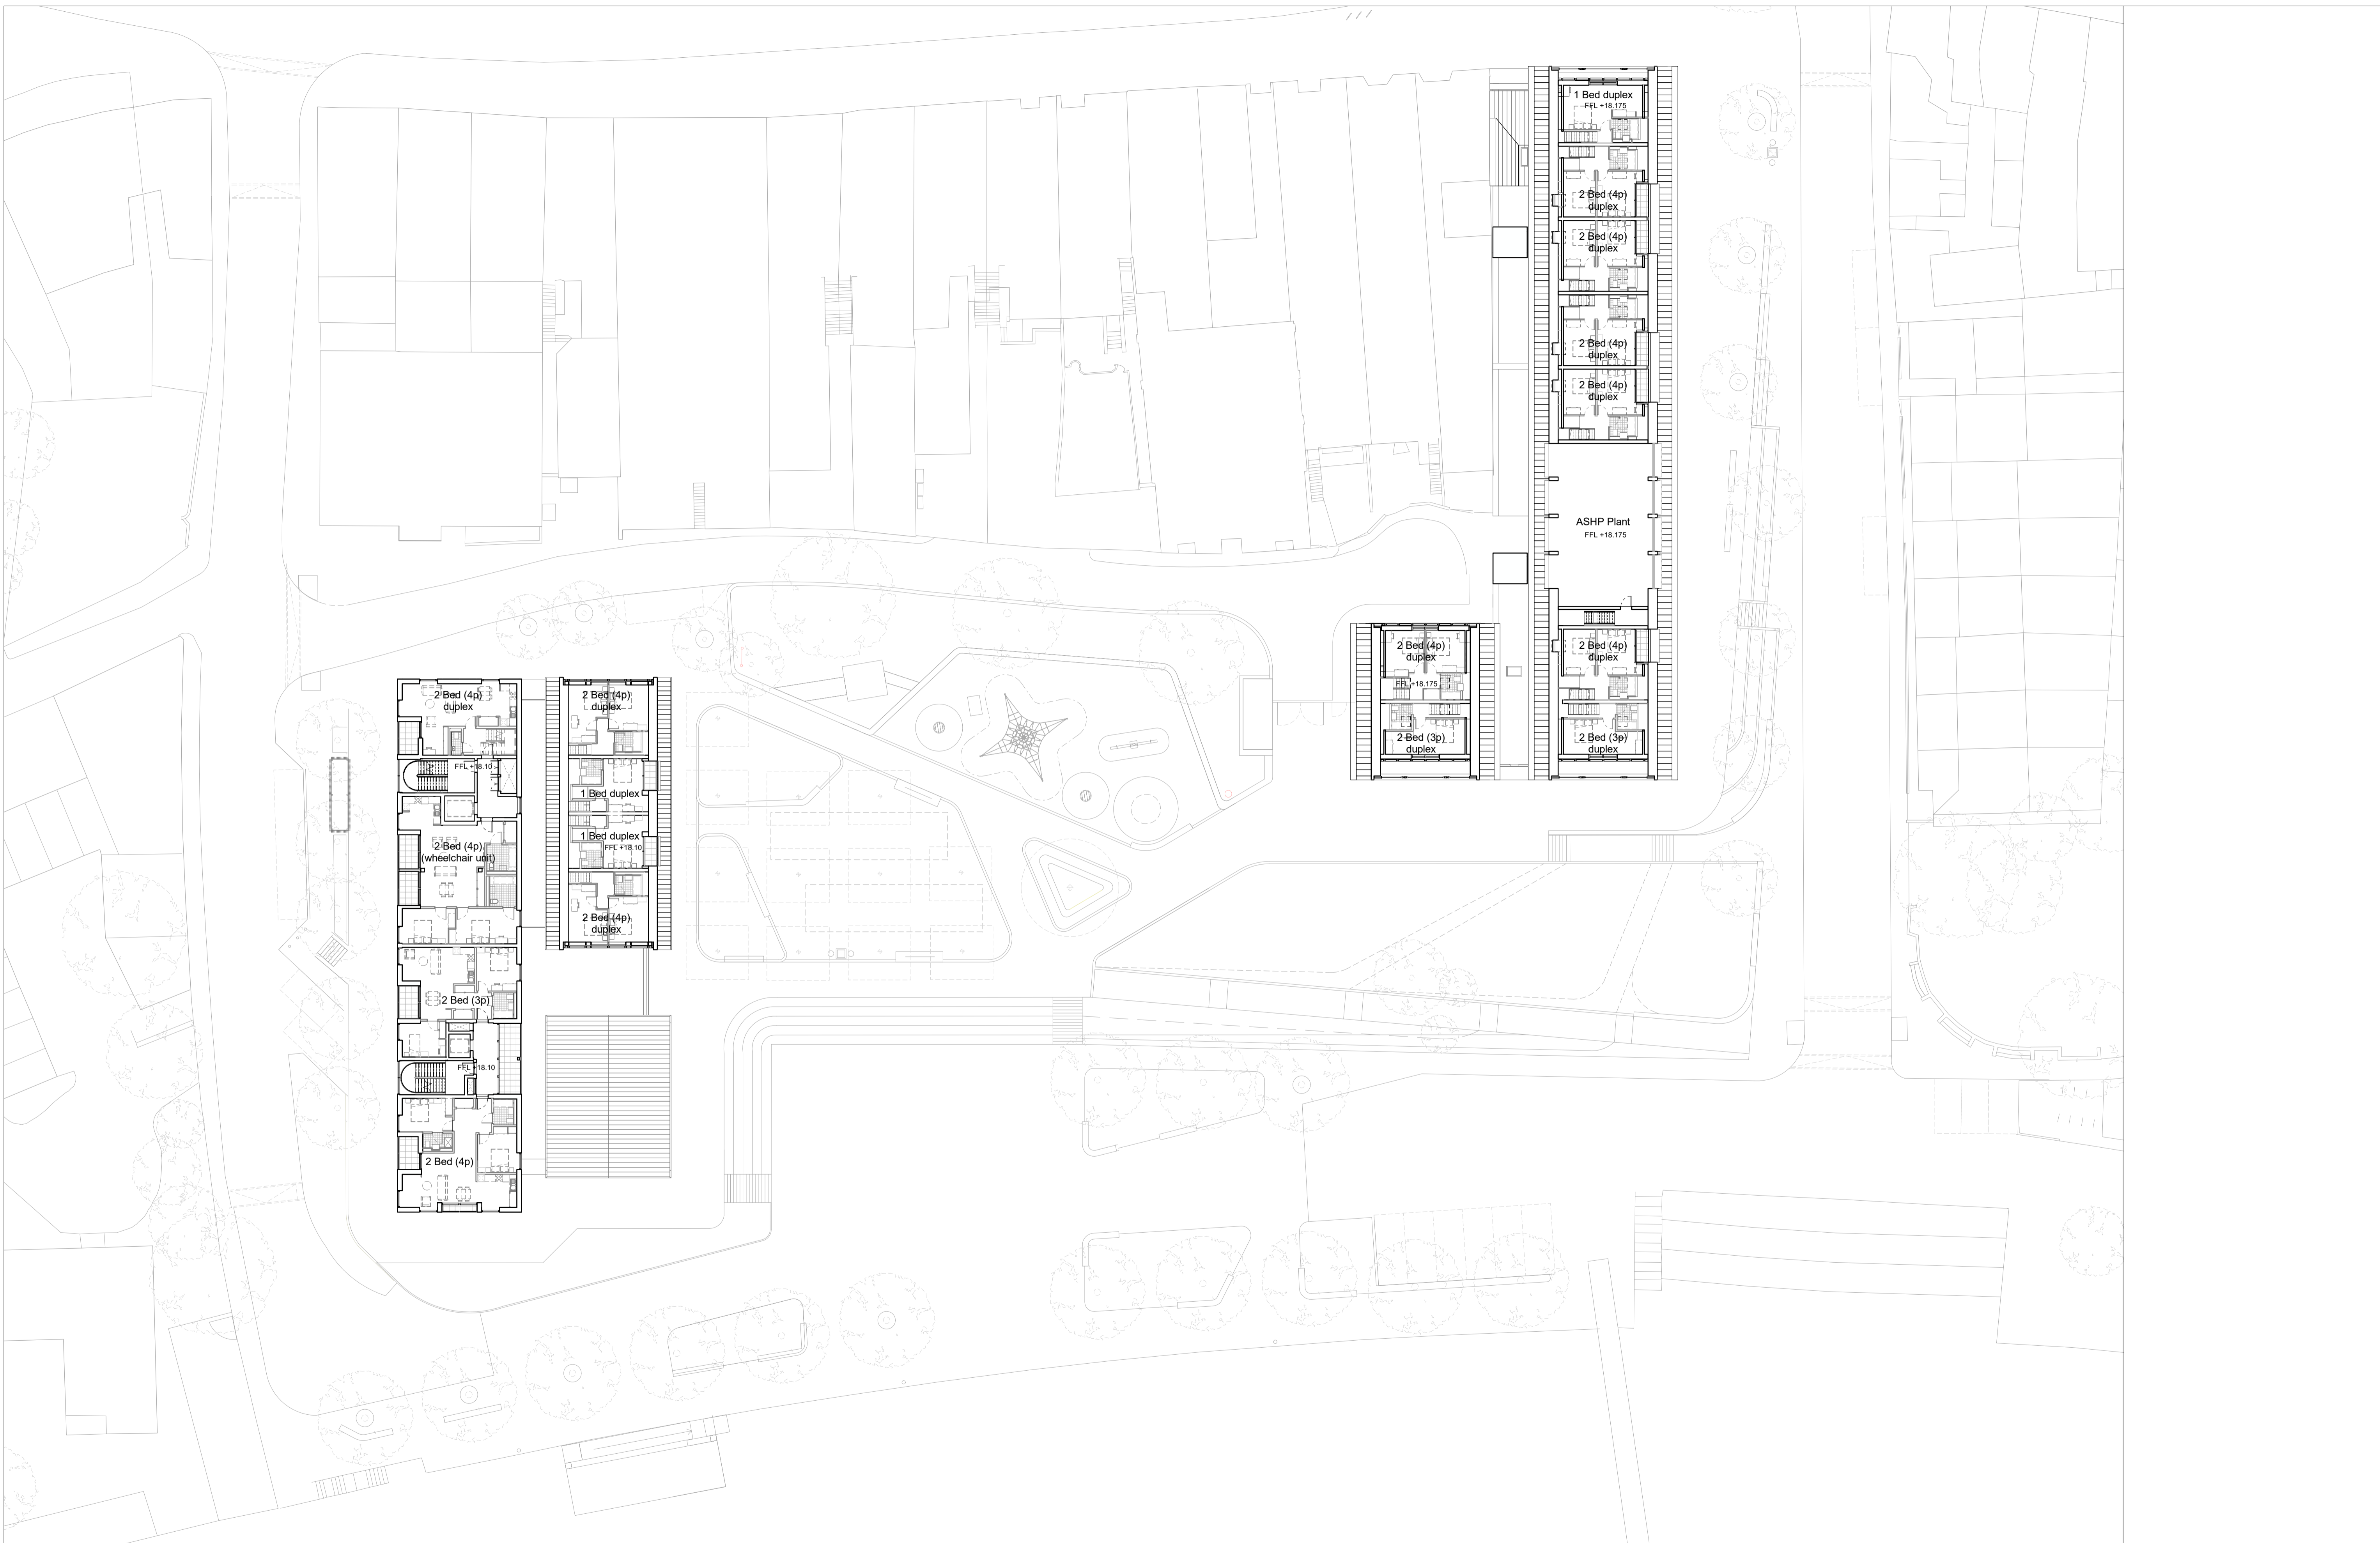 1 Bed duplex
FFL +18.175
2 Bed (4p)
duplex
2 Bed (4p)
duplex
2 Bed (4p)
duplex
2 Bed (4p)
duplex
ASHP Plant
FFL +18.175
2 Bed (4p)
duplex
FFL +18.175
2 Bed (3p)
duplex
2 Bed (4p)
duplex
2 Bed (3p)
duplex
2 Bed (4p)
duplex
FFL +18.10
2 Bed (4p)
(wheelchair unit)
2 Bed (3p)
FFL +18.10
2 Bed (4p)
2 Bed (4p)
duplex
1 Bed duplex
1 Bed duplex
FFL +18.10
2 Bed (4p)
duplex